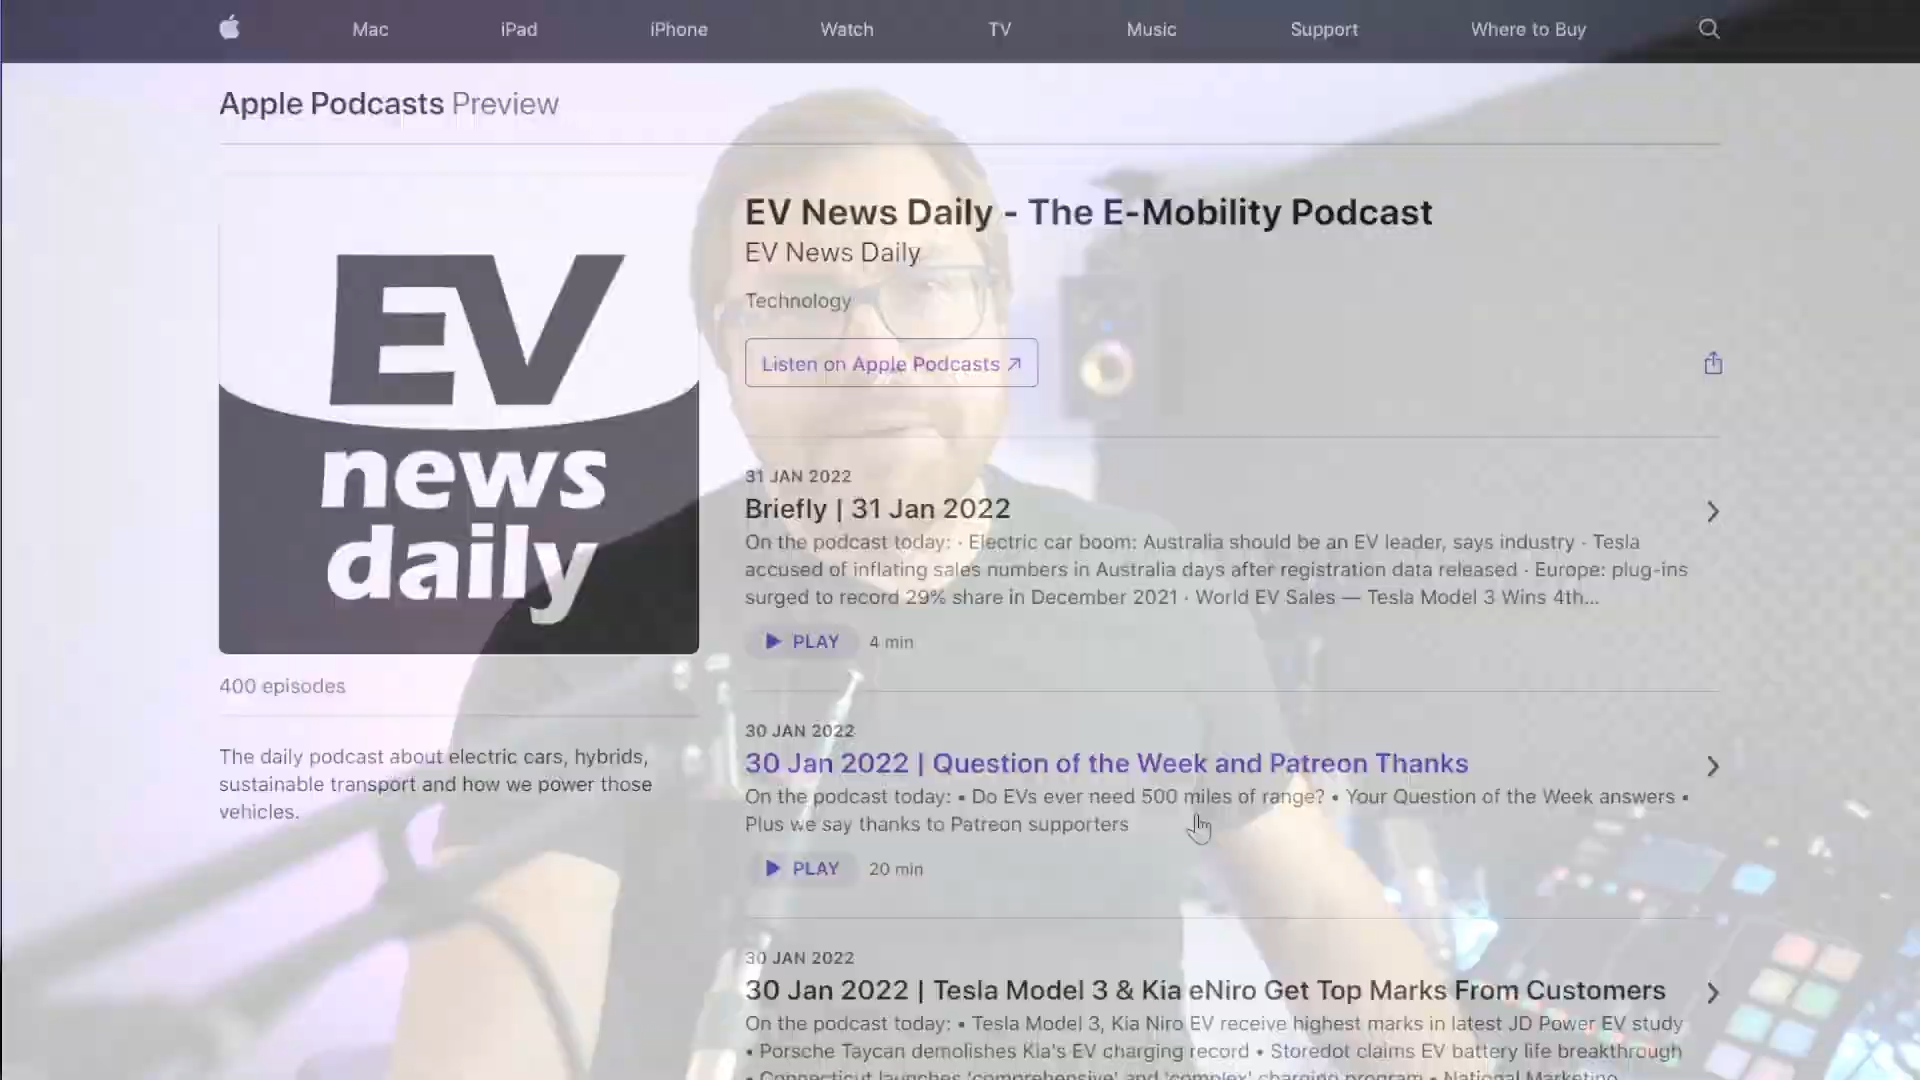 Mac iPad iPhone Watch TV Music Support Where to Buy
Apple Podcasts Preview
EV
news
daily
400 episodes
The daily podcast about electric cars, hybrids,
sustainable transport and how we power those
vehicles.
EV News Daily - The E-Mobility Podcast
EV News Daily
Technology
Listen on Apple Podcasts ↗
31 JAN 2022
Briefly | 31 Jan 2022
On the podcast today: · Electric car boom: Australia should be an EV leader, says industry · Tesla
accused of inflating sales numbers in Australia days after registration data released · Europe: plug-ins
surged to record 29% share in December 2021 · World EV Sales — Tesla Model 3 Wins 4th...
PLAY 4 min
30 JAN 2022
30 Jan 2022 | Question of the Week and Patreon Thanks
On the podcast today: • Do EVs ever need 500 miles of range? • Your Question of the Week answers •
Plus we say thanks to Patreon supporters
PLAY 20 min
30 JAN 2022
30 Jan 2022 | Tesla Model 3 & Kia eNiro Get Top Marks From Customers
On the podcast today: • Tesla Model 3, Kia Niro EV receive highest marks in latest JD Power EV study
• Porsche Taycan demolishes Kia's EV charging record • Storedot claims EV battery life breakthrough
• Connecticut launches 'comprehensive' and 'complex' charging program • National Marketing